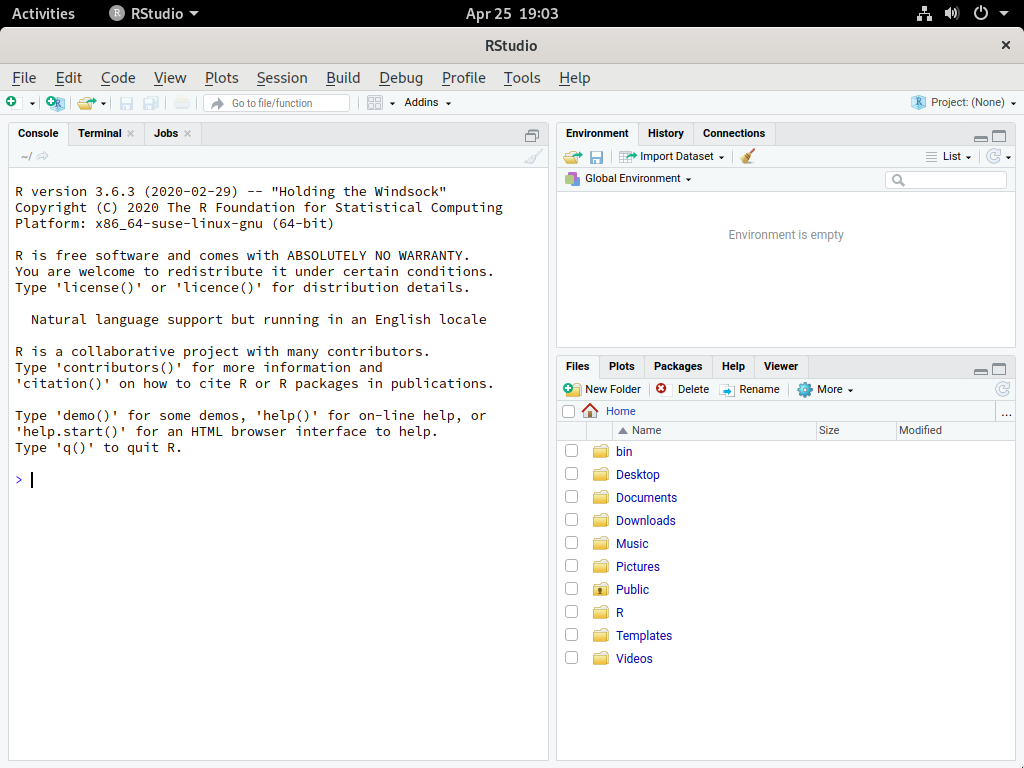 Activities RStudio Apr 25 19:03
RStudio
File Edit Code View Plots Session Build Debug Profile Tools Help
Go to file/function Addins Project: (None)
Console Terminal Jobs
~/
R version 3.6.3 (2020-02-29) -- "Holding the Windsock"
Copyright (C) 2020 The R Foundation for Statistical Computing
Platform: x86_64-suse-linux-gnu (64-bit)
R is free software and comes with ABSOLUTELY NO WARRANTY.
You are welcome to redistribute it under certain conditions.
Type 'license()' or 'licence()' for distribution details.
Natural language support but running in an English locale
R is a collaborative project with many contributors.
Type 'contributors()' for more information and
'citation()' on how to cite R or R packages in publications.
Type 'demo()' for some demos, 'help()' for on-line help, or
'help.start()' for an HTML browser interface to help.
Type 'q()' to quit R.
>
Environment History Connections
Import Dataset List
Global Environment
Environment is empty
Files Plots Packages Help Viewer
New Folder Delete Rename More
Home ...
Name Size Modified
bin
Desktop
Documents
Downloads
Music
Pictures
Public
R
Templates
Videos